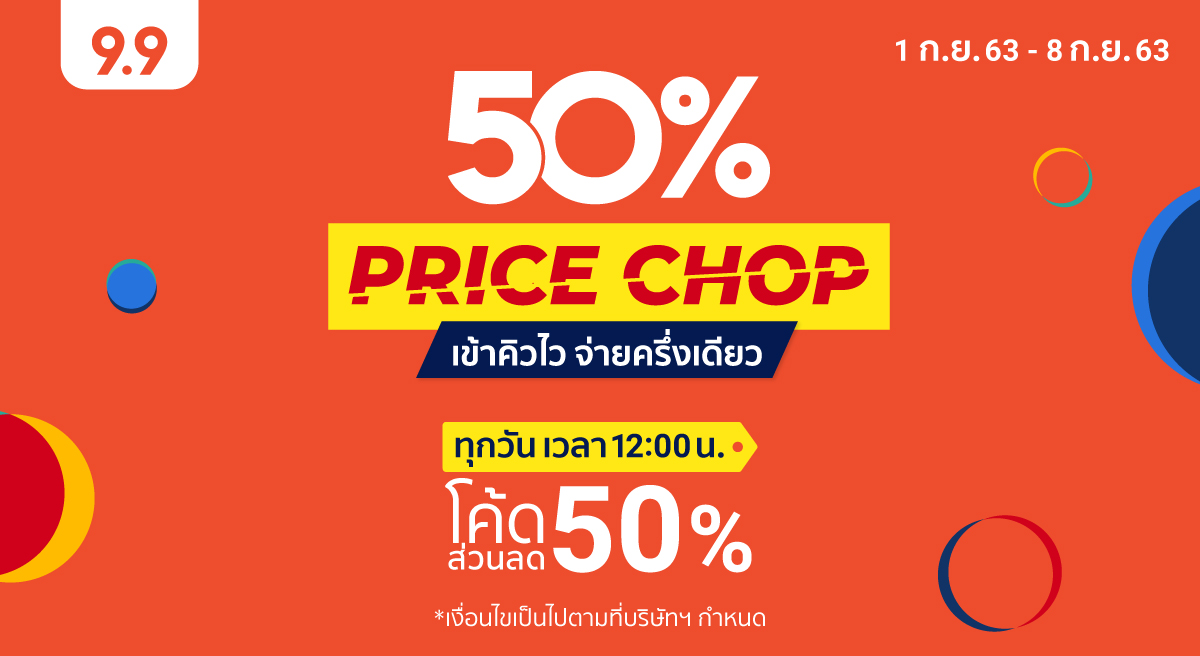 9.9
1 ก.ย. 63 - 8 ก.ย. 63
50%
PRICE CHOP
เข้าคิวไว จ่ายครึ่งเดียว
ทุกวัน เวลา 12:00 น.
โค้ด
ส่วนลด 50%
*เงื่อนไขเป็นไปตามที่บริษัทฯ กำหนด